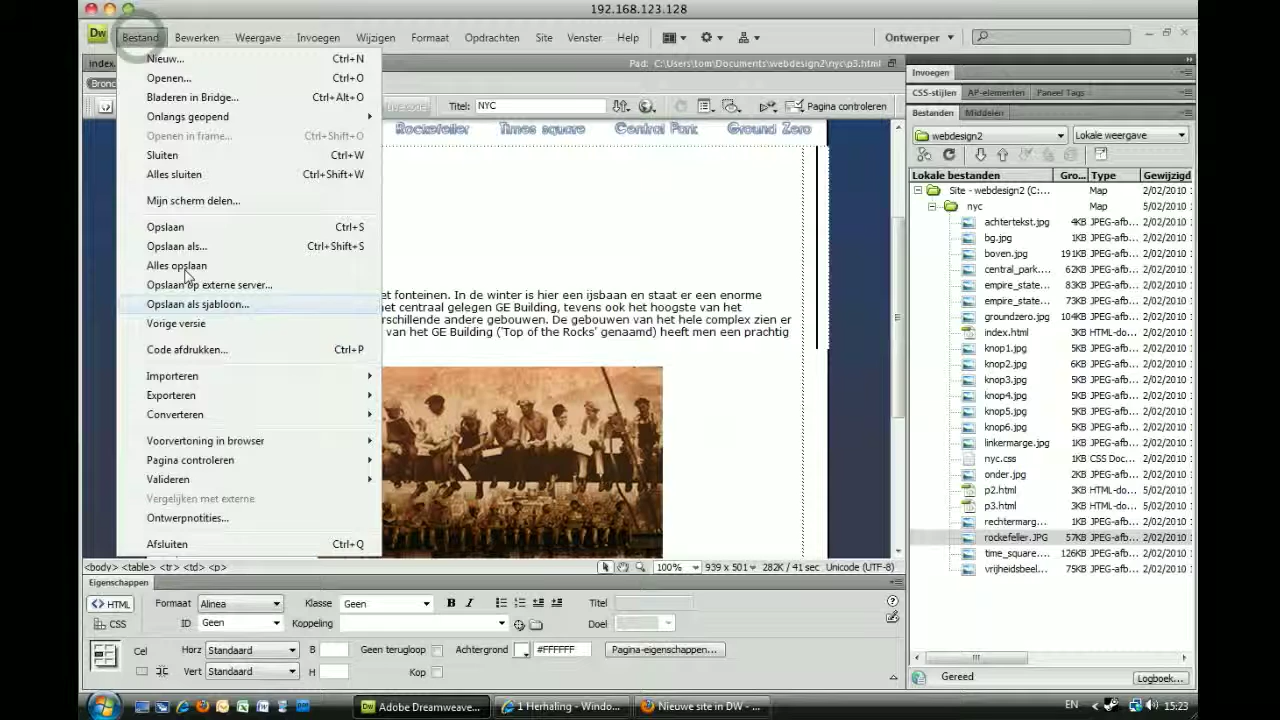 192.168.123.128
Dw Bestand Bewerken Weergave Invoegen Wijzigen Formaat Opdrachten Site Venster Help Ontwerper
index.
Pad: C:\Users\tom\Documents\webdesign2\nyc\p3.html
Titel: NYC Pagina controleren
Rockefeller Times square Central Park Ground Zero
Nieuw... Ctrl+N
Openen... Ctrl+O
Bladeren in Bridge... Ctrl+Alt+O
Onlangs geopend
Openen in frame... Ctrl+Shift+O
Sluiten Ctrl+W
Alles sluiten Ctrl+Shift+W
Mijn scherm delen...
Opslaan Ctrl+S
Opslaan als... Ctrl+Shift+S
Alles opslaan
Opslaan op externe server...
Opslaan als sjabloon...
Vorige versie
Code afdrukken... Ctrl+P
Importeren
Exporteren
Converteren
Voorvertoning in browser
Pagina controleren
Valideren
Vergelijken met externe
Ontwerpnotities...
Afsluiten Ctrl+Q
et fonteinen. In de winter is hier een ijsbaan en staat er een enorme
het centraal gelegen GE Building, tevens ook het hoogste van het
rschillende andere gebouwen. De gebouwen van het hele complex zien er
van het GE Building ('Top of the Rocks' genaamd) heeft men een prachtig
Invoegen
CSS-stijlen AP-elementen Paneel Tags
Bestanden Middelen
webdesign2 Lokale weergave
Lokale bestanden Gro... Type Gewijzigd
Site - webdesign2 (C:... Map 2/02/2010
nyc Map 5/02/2010
achtertekst.jpg 4KB JPEG-afb... 2/02/2010
bg.jpg 1KB JPEG-afb... 2/02/2010
boven.jpg 191KB JPEG-afb... 2/02/2010
central_park.... 62KB JPEG-afb... 2/02/2010
empire_state... 83KB JPEG-afb... 2/02/2010
empire_state... 73KB JPEG-afb... 2/02/2010
groundzero.jpg 104KB JPEG-afb... 2/02/2010
index.html 3KB HTML-do... 2/02/2010
knop1.jpg 5KB JPEG-afb... 2/02/2010
knop2.jpg 6KB JPEG-afb... 2/02/2010
knop3.jpg 5KB JPEG-afb... 2/02/2010
knop4.jpg 5KB JPEG-afb... 2/02/2010
knop5.jpg 5KB JPEG-afb... 2/02/2010
knop6.jpg 5KB JPEG-afb... 2/02/2010
linkermarge.jpg 1KB JPEG-afb... 2/02/2010
nyc.css 1KB CSS Doc... 2/02/2010
onder.jpg 2KB JPEG-afb... 2/02/2010
p2.html 3KB HTML-do... 5/02/2010
p3.html 3KB HTML-do... 5/02/2010
rechtermarg... 1KB JPEG-afb... 2/02/2010
rockefeller.JPG 57KB JPEG-afb... 2/02/2010
time_square.... 126KB JPEG-afb... 2/02/2010
vrijheidsbeel... 75KB JPEG-afb... 2/02/2010
<body> <table> <tr> <td> <p> 100% 939 x 501 282K / 41 sec Unicode (UTF-8)
Eigenschappen
<> HTML Formaat Alinea Klasse Geen B I Titel
CSS ID Geen Koppeling Doel
Cel Horz Standaard B Geen terugloop Achtergrond #FFFFFF Pagina-eigenschappen...
Vert Standaard H Kop
Gereed Logboek...
Dw Adobe Dreamweave... 1 Herhaling - Windo... Nieuwe site in DW - ... EN 15:23